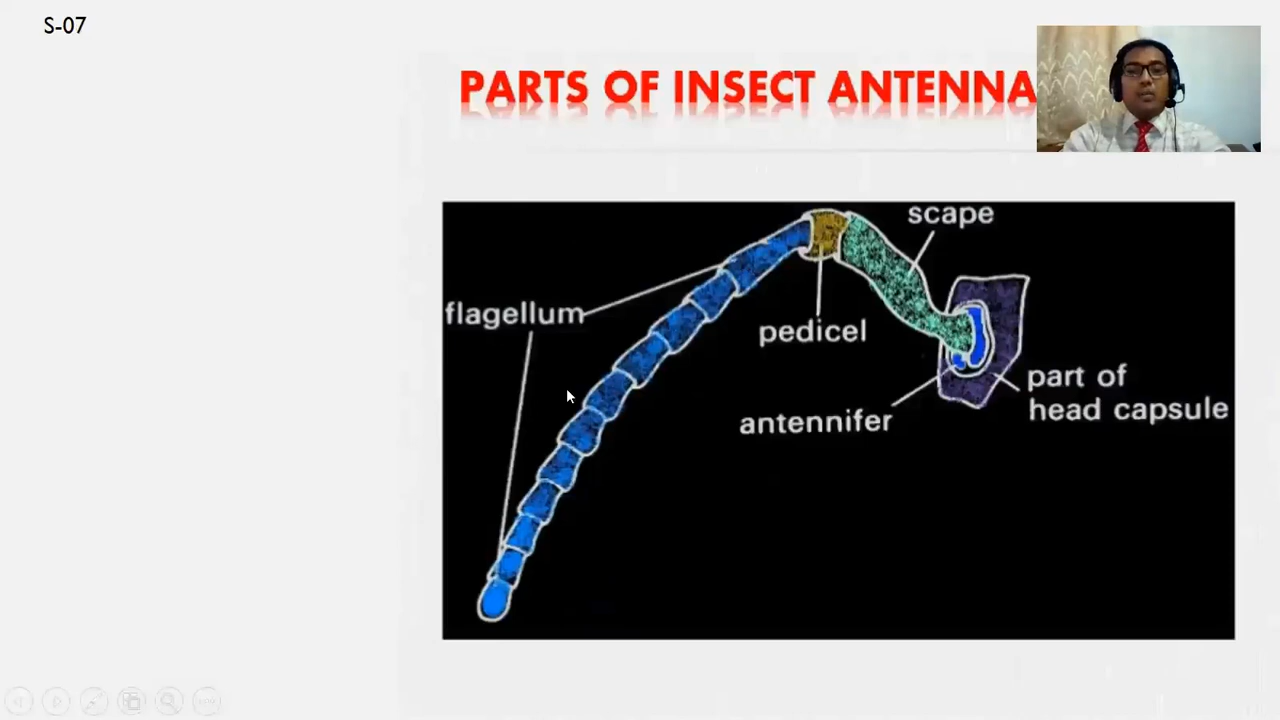 S-07
PARTS OF INSECT ANTENNA
scape
flagellum
pedicel
part of
head capsule
antennifer